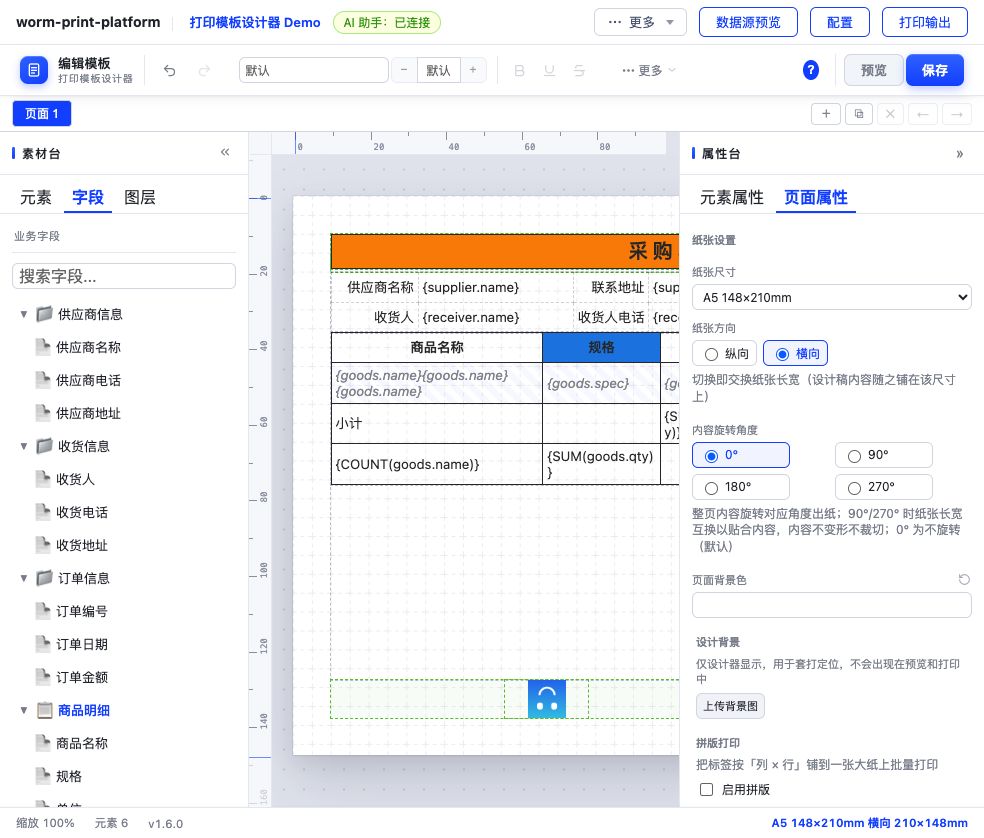 worm-print-platform
打印模板设计器 Demo
AI 助手：已连接
更多
数据源预览
配置
打印输出
编辑模板
打印模板设计器
默认
−
默认
+
B U S
更多
?
预览
保存
页面 1
素材台
元素 字段 图层
业务字段
搜索字段...
供应商信息
供应商名称
供应商电话
供应商地址
收货信息
收货人
收货电话
收货地址
订单信息
订单编号
订单日期
订单金额
商品明细
商品名称
规格
0 20 40 60 80
0
20
40
60
80
100
120
140
160
采 购
供应商名称 {supplier.name} 联系地址 {sup
收货人 {receiver.name} 收货人电话 {rec
商品名称 规格
{goods.name}{goods.name}
{goods.name}
{goods.spec}
小计
{S
y)}
{COUNT(goods.name)}
{SUM(goods.qty)
}
属性台
元素属性 页面属性
纸张设置
纸张尺寸
A5 148×210mm
纸张方向
纵向 横向
切换即交换纸张长宽（设计稿内容随之铺在该尺寸
上）
内容旋转角度
0° 90°
180° 270°
整页内容旋转对应角度出纸；90°/270° 时纸张长宽
互换以贴合内容，内容不变形不裁切；0° 为不旋转
（默认）
页面背景色
设计背景
仅设计器显示，用于套打定位，不会出现在预览和打印
中
上传背景图
拼版打印
把标签按「列 × 行」铺到一张大纸上批量打印
启用拼版
缩放 100% 元素 6 v1.6.0
A5 148×210mm 横向 210×148mm